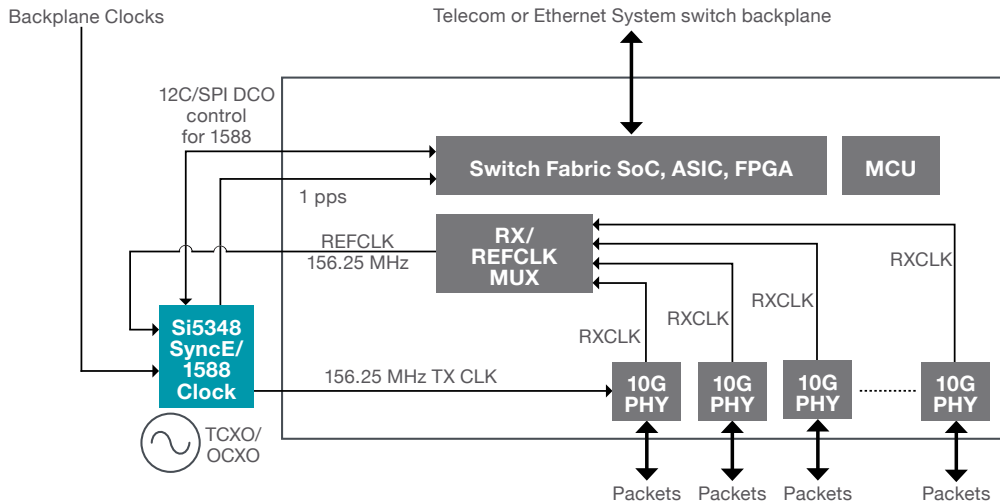 Backplane Clocks
Telecom or Ethernet System switch backplane
12C/SPI DCO
control
for 1588
Switch Fabric SoC, ASIC, FPGA
MCU
1 pps
REFCLK
156.25 MHz
RX/
REFCLK
MUX
RXCLK
RXCLK
RXCLK
RXCLK
Si5348
SyncE/
1588
Clock
156.25 MHz TX CLK
10G
PHY
10G
PHY
10G
PHY
10G
PHY
TCXO/
OCXO
Packets
Packets
Packets
Packets